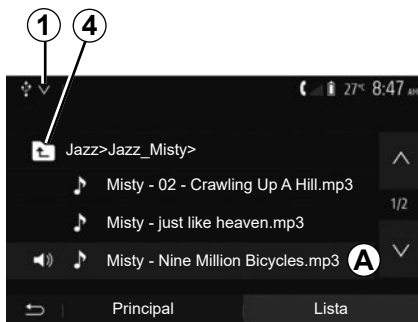 1 4
27°C 8:47 AM
Jazz>Jazz_Misty>
Misty - 02 - Crawling Up A Hill.mp3
Misty - just like heaven.mp3
1/2
Misty - Nine Million Bicycles.mp3 A
Principal Lista